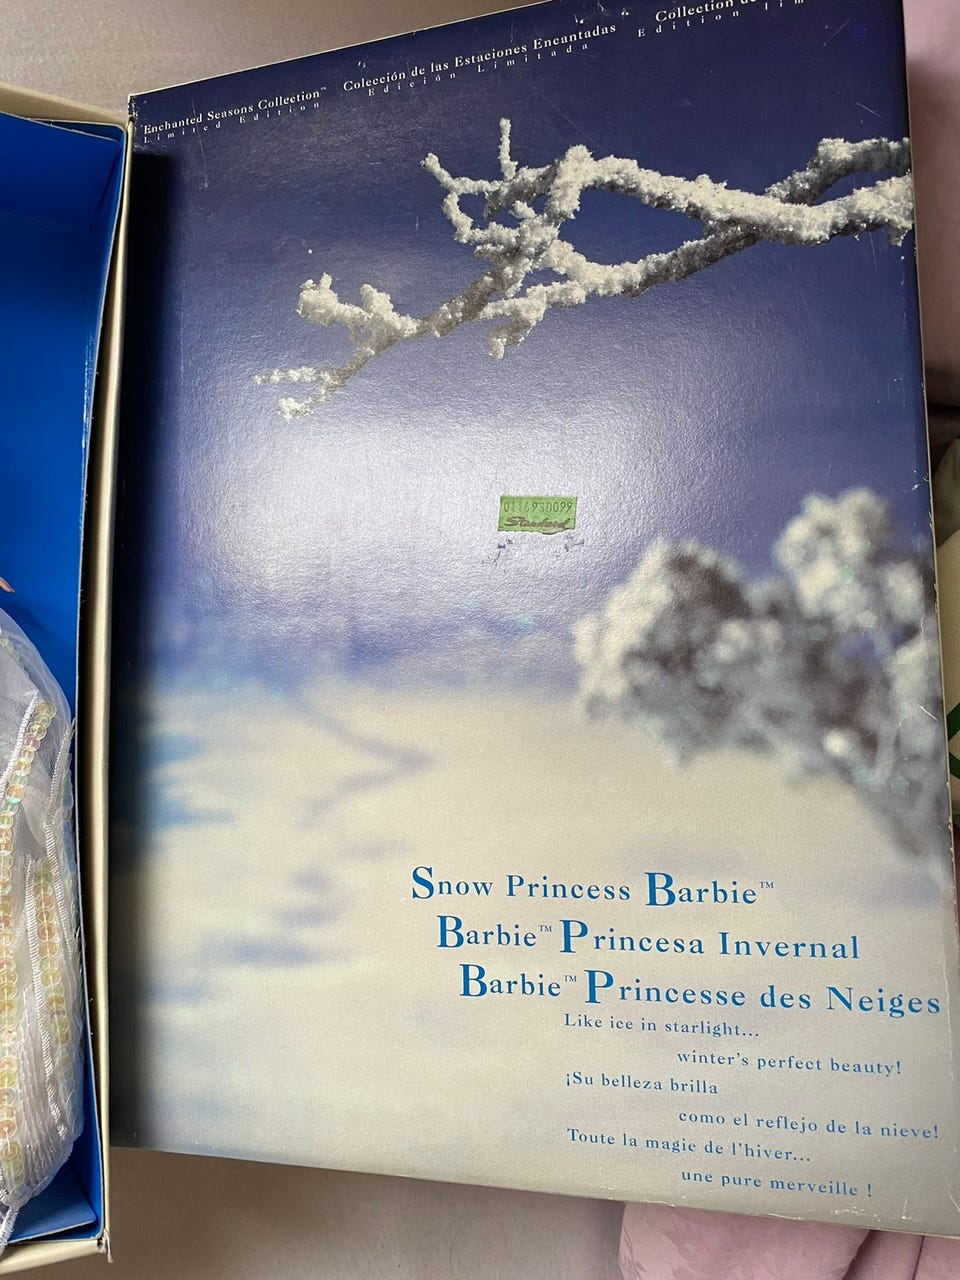 Enchanted Seasons Collection™ Colección de las Estaciones Encantadas Collection
Limited Edition Edición Limitada Edition
0116930099
Standard
Snow Princess Barbie™
Barbie™ Princesa Invernal
Barbie™ Princesse des Neiges
Like ice in starlight...
winter's perfect beauty!
¡Su belleza brilla
como el reflejo de la nieve!
Toute la magie de l'hiver...
une pure merveille !